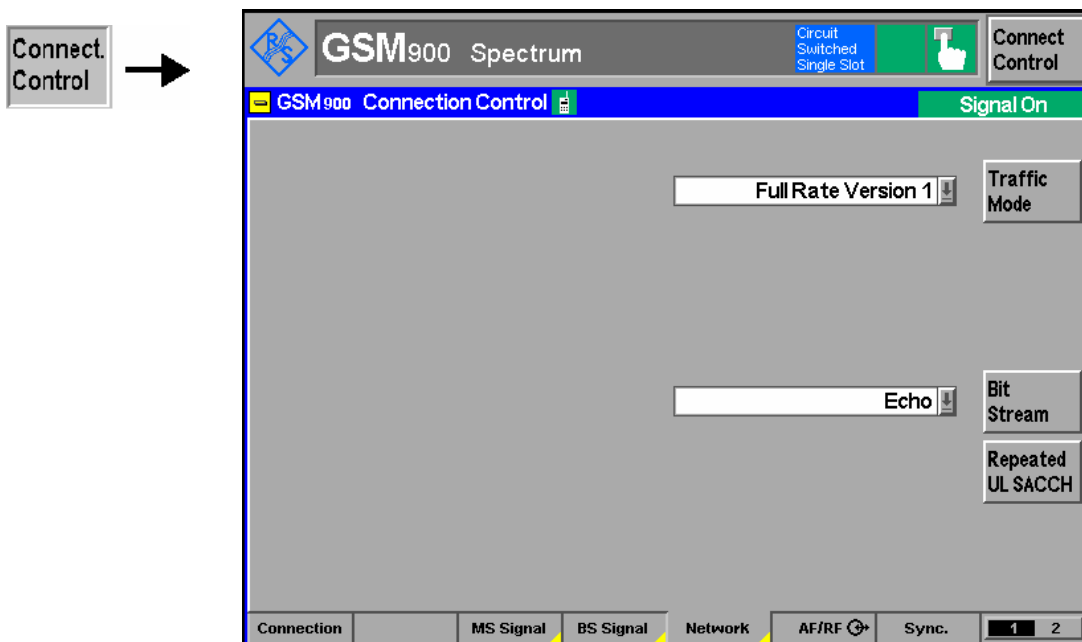 Connect.
Control
R S
GSM900 Spectrum
Circuit
Switched
Single Slot
Connect
Control
GSM900 Connection Control
Signal On
Full Rate Version 1
Traffic
Mode
Echo
Bit
Stream
Repeated
UL SACCH
Connection MS Signal BS Signal Network AF/RF Sync. 1 2